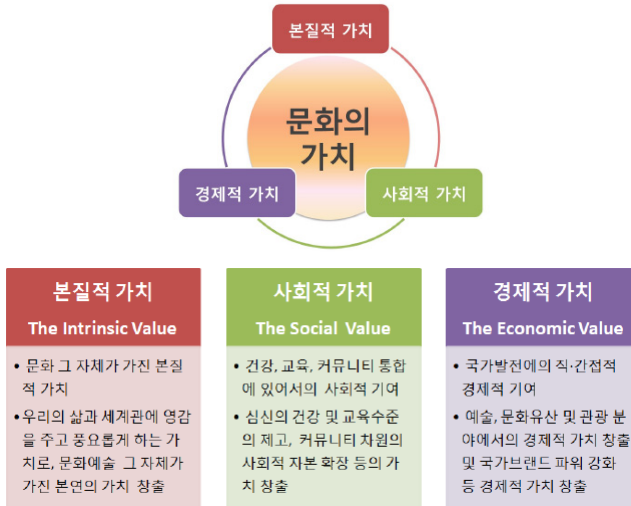 본질적 가치
문화의
가치
경제적 가치
사회적 가치
본질적 가치
The Intrinsic Value
• 문화 그 자체가 가진 본질
적 가치
• 우리의 삶과 세계관에 영감
을 주고 풍요롭게 하는 가
치로, 문화예술 그 자체가
가진 본연의 가치 창출
사회적 가치
The Social Value
• 건강, 교육, 커뮤니티 통합
에 있어서의 사회적 기여
• 심신의 건강 및 교육수준
의 제고, 커뮤니티 차원의
사회적 자본 확장 등의 가
치 창출
경제적 가치
The Economic Value
• 국가발전에의 직·간접적
경제적 기여
• 예술, 문화유산 및 관광 분
야에서의 경제적 가치 창출
및 국가브랜드 파워 강화
등 경제적 가치 창출